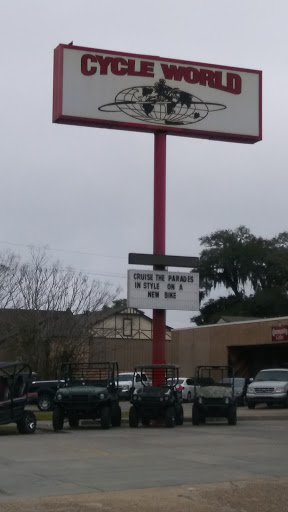 CYCLE WORLD
CRUISE THE PARADES
IN STYLE ON A
NEW BIKE